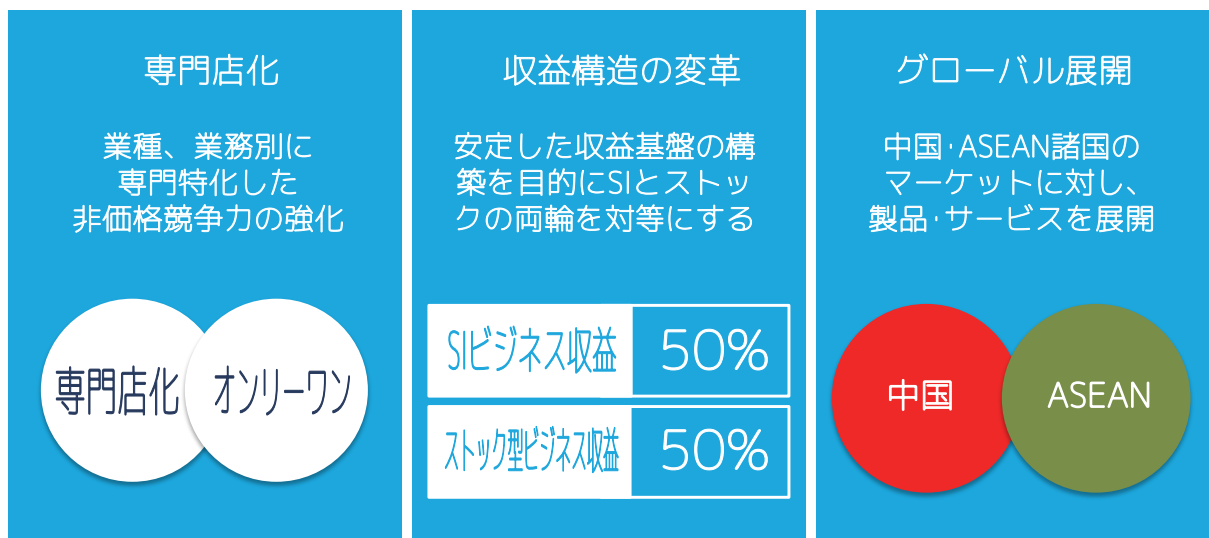 専門店化
業種、業務別に
専門特化した
非価格競争力の強化
専門店化
オンリーワン
収益構造の変革
安定した収益基盤の構
築を目的にSIとストッ
クの両輪を対等にする
SIビジネス収益
50%
ストック型ビジネス収益
50%
グローバル展開
中国・ASEAN諸国の
マーケットに対し、
製品・サービスを展開
中国
ASEAN